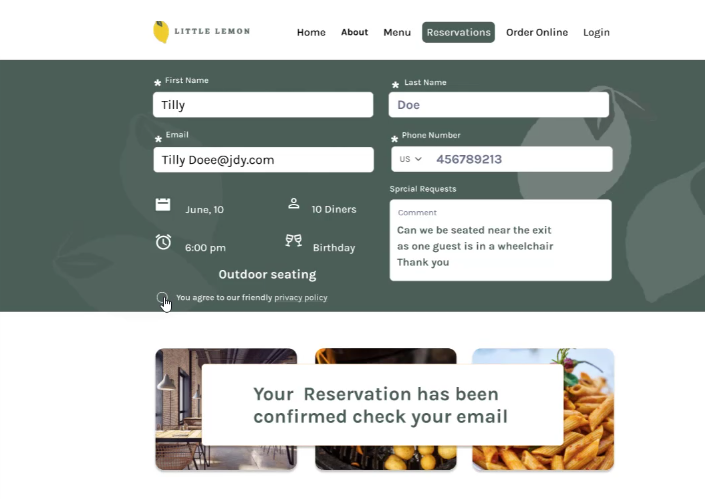 LITTLE LEMON
Home About Menu Reservations Order Online Login
* First Name
* Last Name
Tilly
Doe
* Email
* Phone Number
Tilly Doee@jdy.com
US 456789213
Sprcial Requests
June, 10
10 Diners
Comment
Can we be seated near the exit
as one guest is in a wheelchair
Thank you
6:00 pm
Birthday
Outdoor seating
You agree to our friendly privacy policy
Your Reservation has been
confirmed check your email